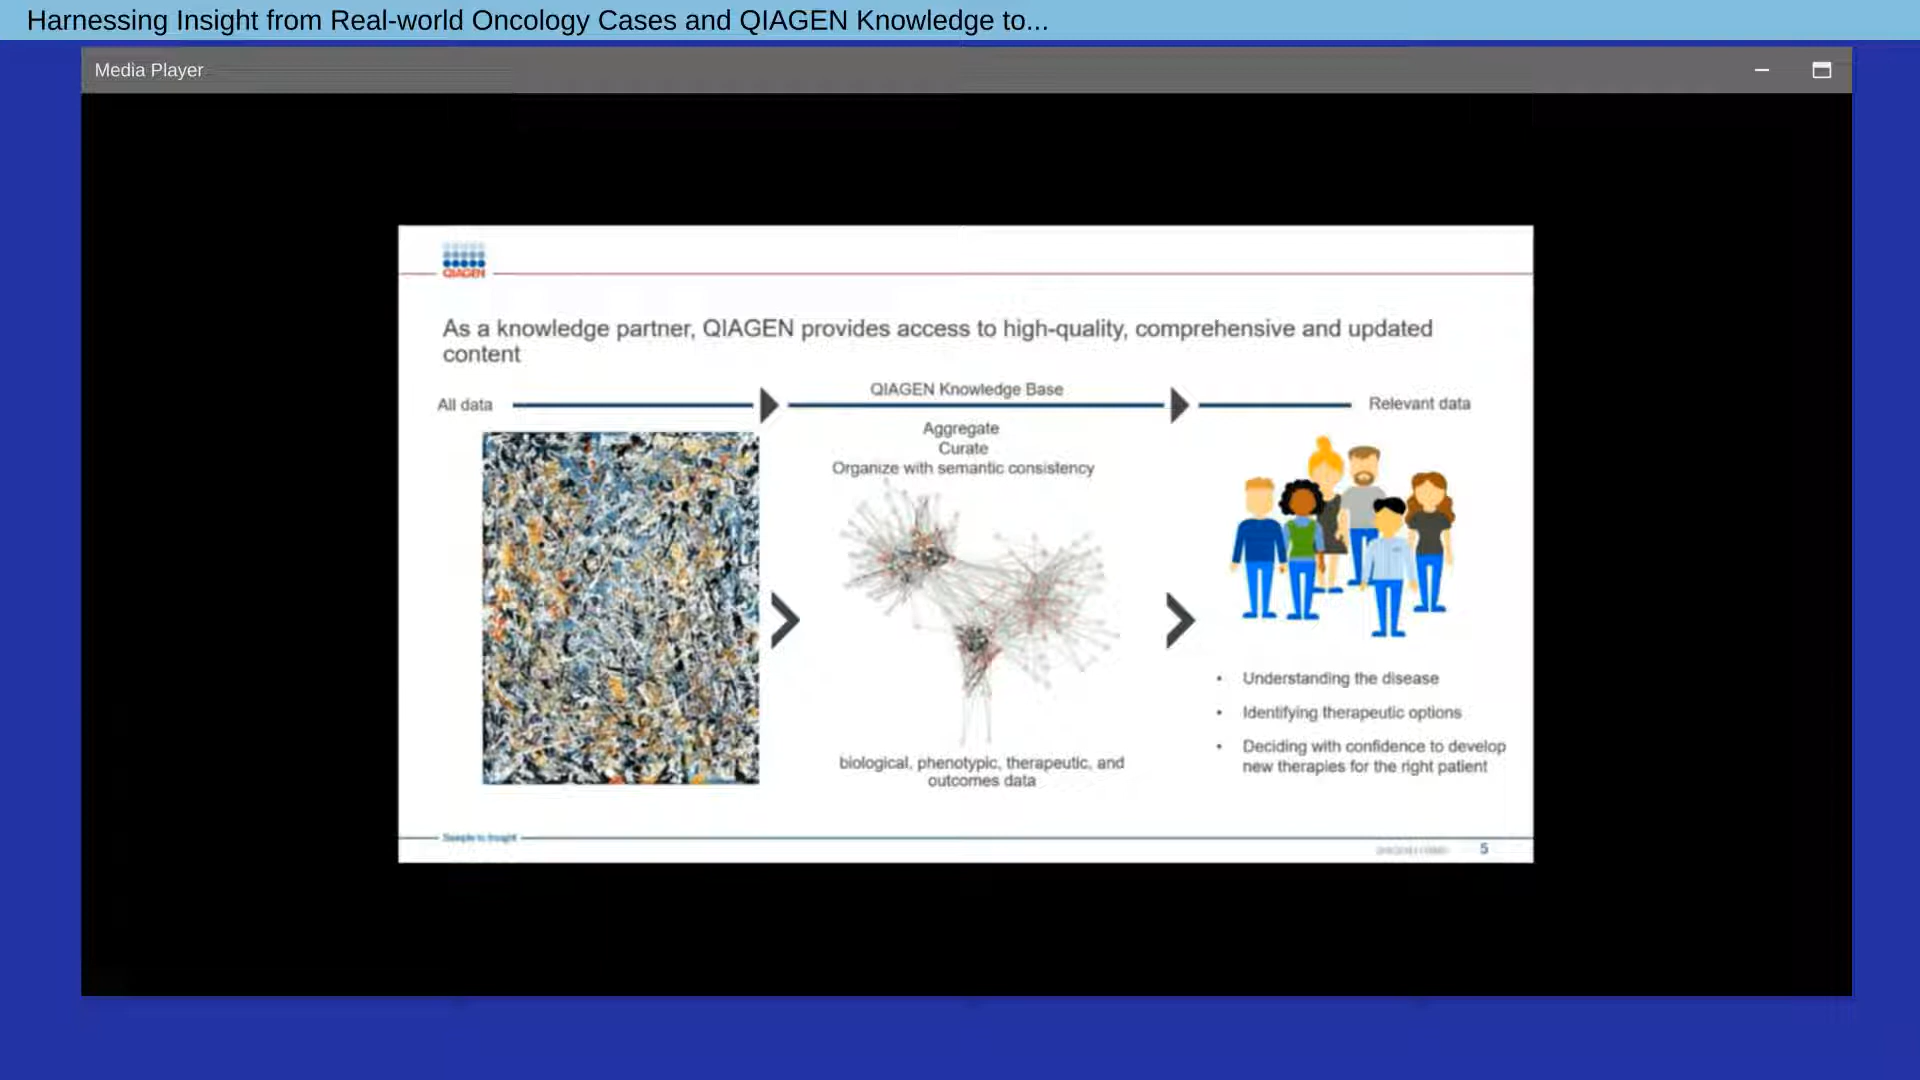 Harnessing Insight from Real-world Oncology Cases and QIAGEN Knowledge to...
Media Player
QIAGEN
As a knowledge partner, QIAGEN provides access to high-quality, comprehensive and updated
content
All data
QIAGEN Knowledge Base
Relevant data
Aggregate
Curate
Organize with semantic consistency
biological, phenotypic, therapeutic, and
outcomes data
• Understanding the disease
• Identifying therapeutic options
• Deciding with confidence to develop
new therapies for the right patient
Sample to Insight
5